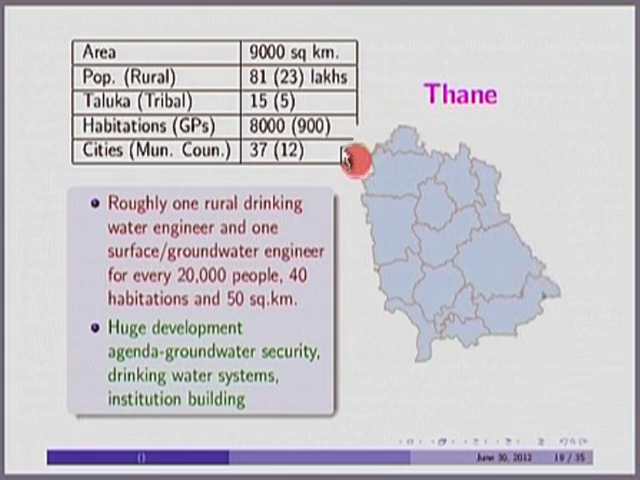 Area 9000 sq km.
Pop. (Rural) 81 (23) lakhs
Taluka (Tribal) 15 (5)
Habitations (GPs) 8000 (900)
Cities (Mun. Coun.) 37 (12)
Thane
Roughly one rural drinking
water engineer and one
surface/groundwater engineer
for every 20,000 people, 40
habitations and 50 sq.km.
Huge development
agenda-groundwater security,
drinking water systems,
institution building
() June 30, 2012 19 / 35